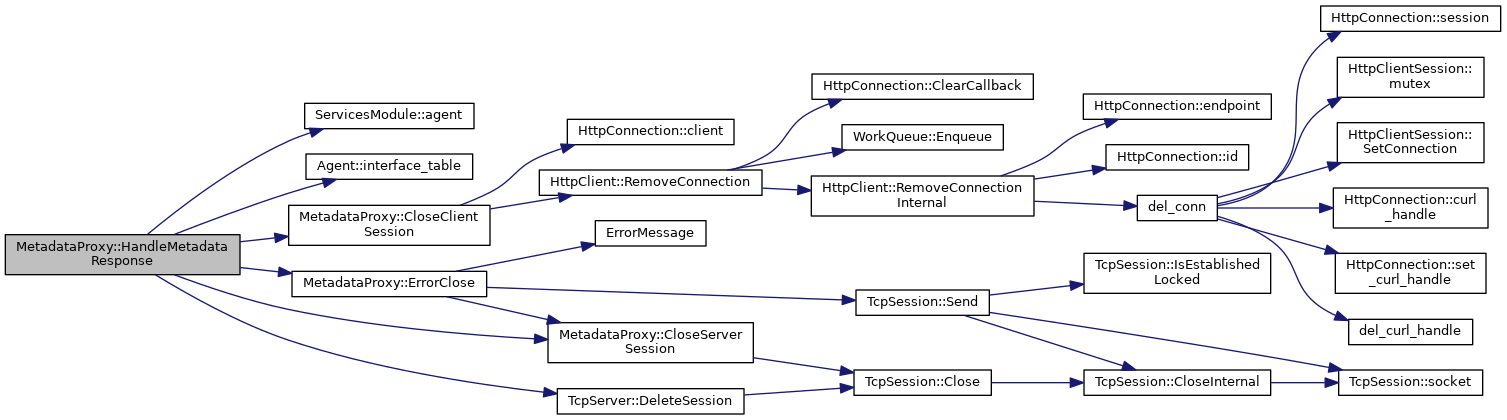 MetadataProxy::HandleMetadata
Response
ServicesModule::agent
Agent::interface_table
MetadataProxy::CloseClient
Session
MetadataProxy::ErrorClose
HttpConnection::client
HttpClient::RemoveConnection
ErrorMessage
MetadataProxy::CloseServer
Session
TcpServer::DeleteSession
HttpConnection::ClearCallback
WorkQueue::Enqueue
HttpClient::RemoveConnection
Internal
TcpSession::Send
TcpSession::Close
HttpConnection::endpoint
HttpConnection::id
del_conn
TcpSession::IsEstablished
Locked
TcpSession::CloseInternal
HttpConnection::session
HttpClientSession::
mutex
HttpClientSession::
SetConnection
HttpConnection::curl
_handle
HttpConnection::set
_curl_handle
del_curl_handle
TcpSession::socket